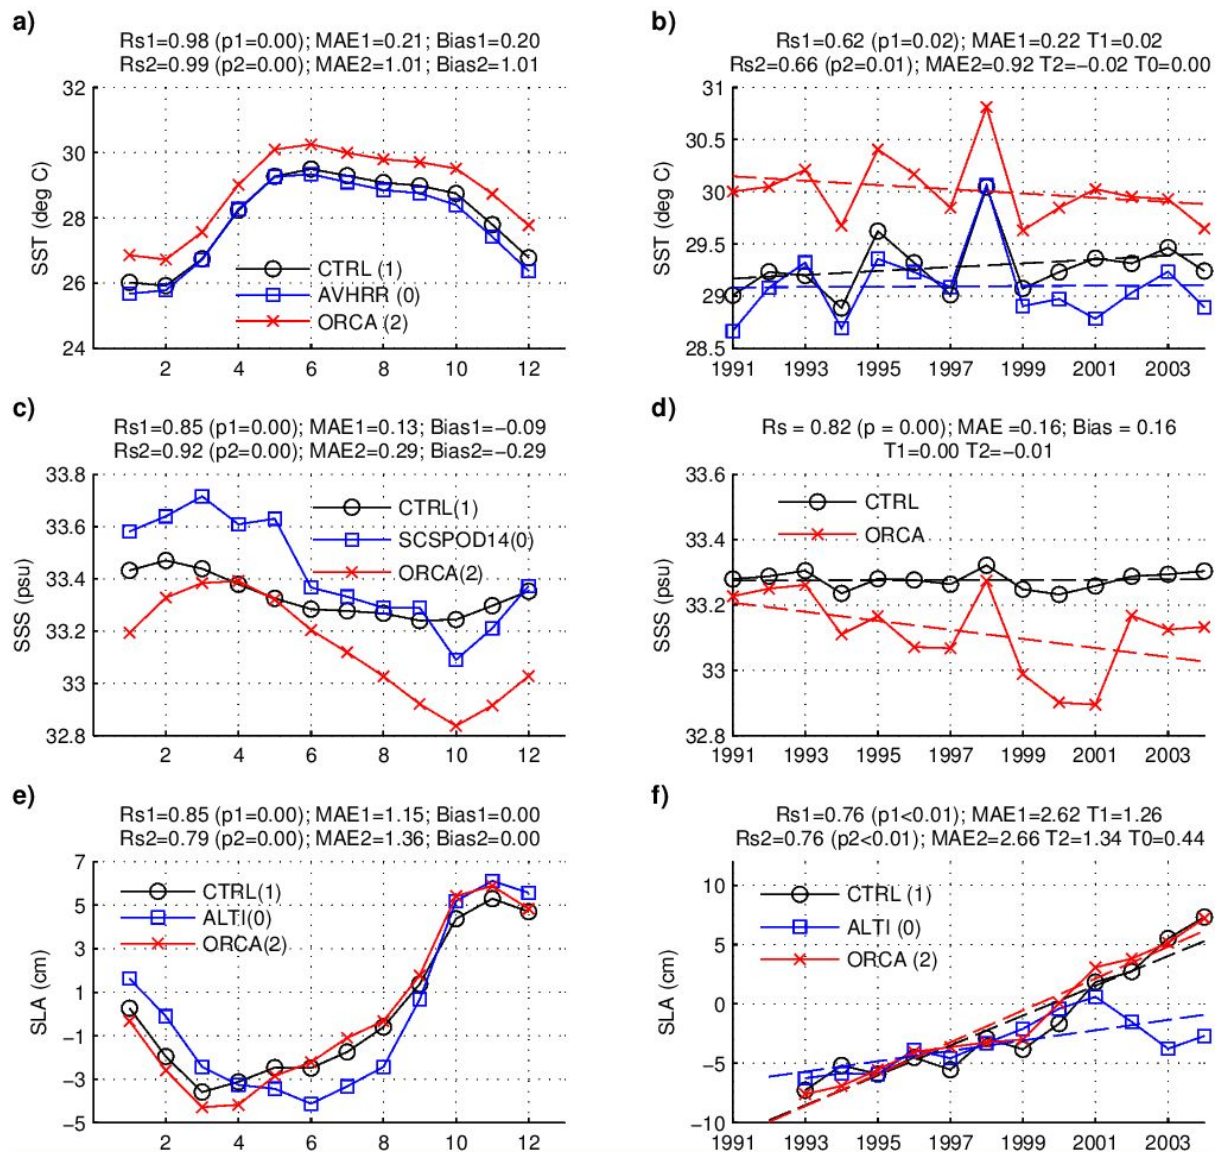 a)
Rs1=0.98 (p1=0.00); MAE1=0.21; Bias1=0.20
Rs2=0.99 (p2=0.00); MAE2=1.01; Bias2=1.01
32
30
28
26
24
SST (deg C)
CTRL (1)
AVHRR (0)
ORCA (2)
2 4 6 8 10 12
b)
Rs1=0.62 (p1=0.02); MAE1=0.22 T1=0.02
Rs2=0.66 (p2=0.01); MAE2=0.92 T2=−0.02 T0=0.00
31
30.5
30
29.5
29
28.5
SST (deg C)
1991 1993 1995 1997 1999 2001 2003
c)
Rs1=0.85 (p1=0.00); MAE1=0.13; Bias1=−0.09
Rs2=0.92 (p2=0.00); MAE2=0.29; Bias2=−0.29
33.8
33.6
33.4
33.2
33
32.8
SSS (psu)
CTRL(1)
SCSPOD14(0)
ORCA(2)
2 4 6 8 10 12
d)
Rs = 0.82 (p = 0.00); MAE =0.16; Bias = 0.16
T1=0.00 T2=−0.01
33.6
33.4
33.2
33
32.8
SSS (psu)
CTRL
ORCA
1991 1993 1995 1997 1999 2001 2003
e)
Rs1=0.85 (p1=0.00); MAE1=1.15; Bias1=0.00
Rs2=0.79 (p2=0.00); MAE2=1.36; Bias2=0.00
7
5
3
1
−1
−3
−5
SLA (cm)
CTRL(1)
ALTI(0)
ORCA(2)
2 4 6 8 10 12
f)
Rs1=0.76 (p1<0.01); MAE1=2.62 T1=1.26
Rs2=0.76 (p2<0.01); MAE2=2.66 T2=1.34 T0=0.44
10
5
0
−5
−10
SLA (cm)
CTRL (1)
ALTI (0)
ORCA (2)
1991 1993 1995 1997 1999 2001 2003